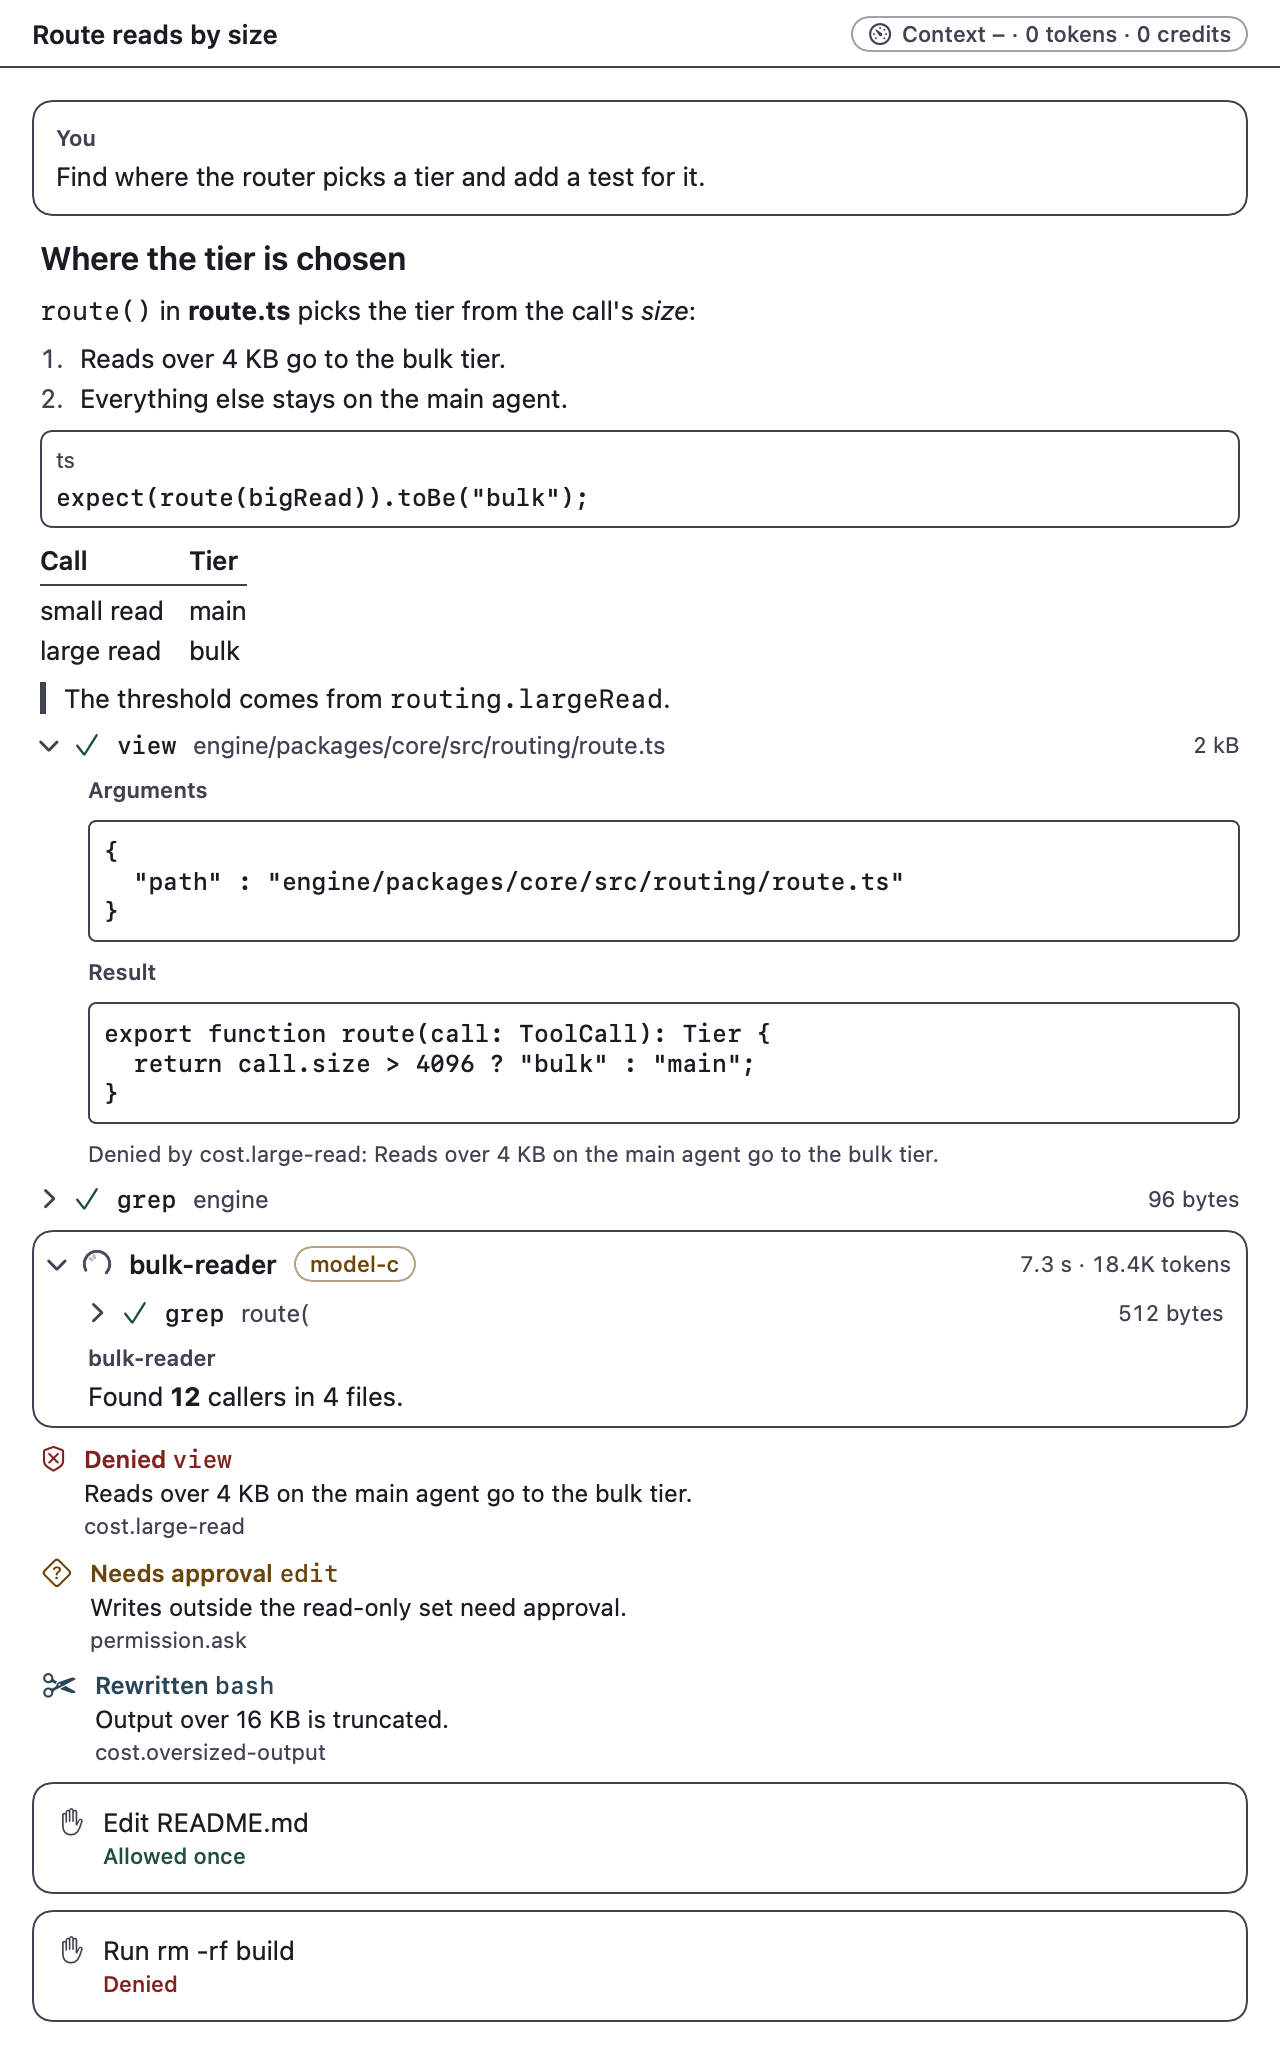 Route reads by size
Context – · 0 tokens · 0 credits
You
Find where the router picks a tier and add a test for it.
Where the tier is chosen
route() in route.ts picks the tier from the call's size:
1. Reads over 4 KB go to the bulk tier.
2. Everything else stays on the main agent.
ts
expect(route(bigRead)).toBe("bulk");
Call Tier
small read main
large read bulk
The threshold comes from routing.largeRead.
view engine/packages/core/src/routing/route.ts 2 kB
Arguments
{
  "path" : "engine/packages/core/src/routing/route.ts"
}
Result
export function route(call: ToolCall): Tier {
  return call.size > 4096 ? "bulk" : "main";
}
Denied by cost.large-read: Reads over 4 KB on the main agent go to the bulk tier.
grep engine 96 bytes
bulk-reader model-c 7.3 s · 18.4K tokens
grep route( 512 bytes
bulk-reader
Found 12 callers in 4 files.
Denied view
Reads over 4 KB on the main agent go to the bulk tier.
cost.large-read
Needs approval edit
Writes outside the read-only set need approval.
permission.ask
Rewritten bash
Output over 16 KB is truncated.
cost.oversized-output
Edit README.md
Allowed once
Run rm -rf build
Denied